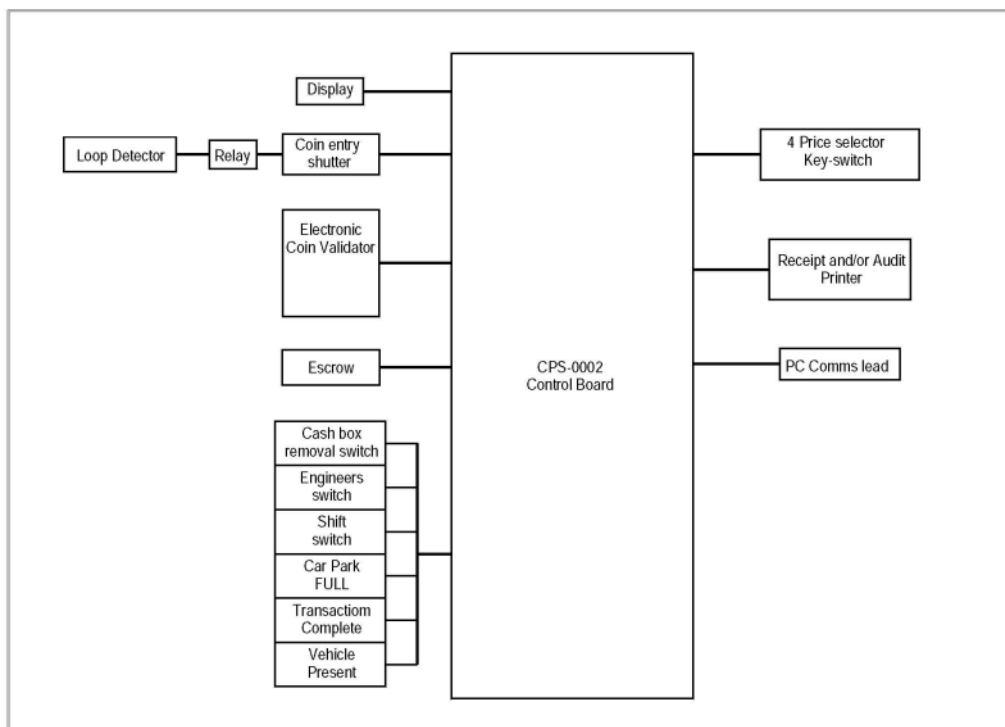 Display
Loop Detector
Relay
Coin entry
shutter
4 Price selector
Key-switch
Electronic
Coin Validator
Receipt and/or Audit
Printer
Escrow
CPS-0002
Control Board
PC Comms lead
Cash box
removal switch
Engineers
switch
Shift
switch
Car Park
FULL
Transactiom
Complete
Vehicle
Present